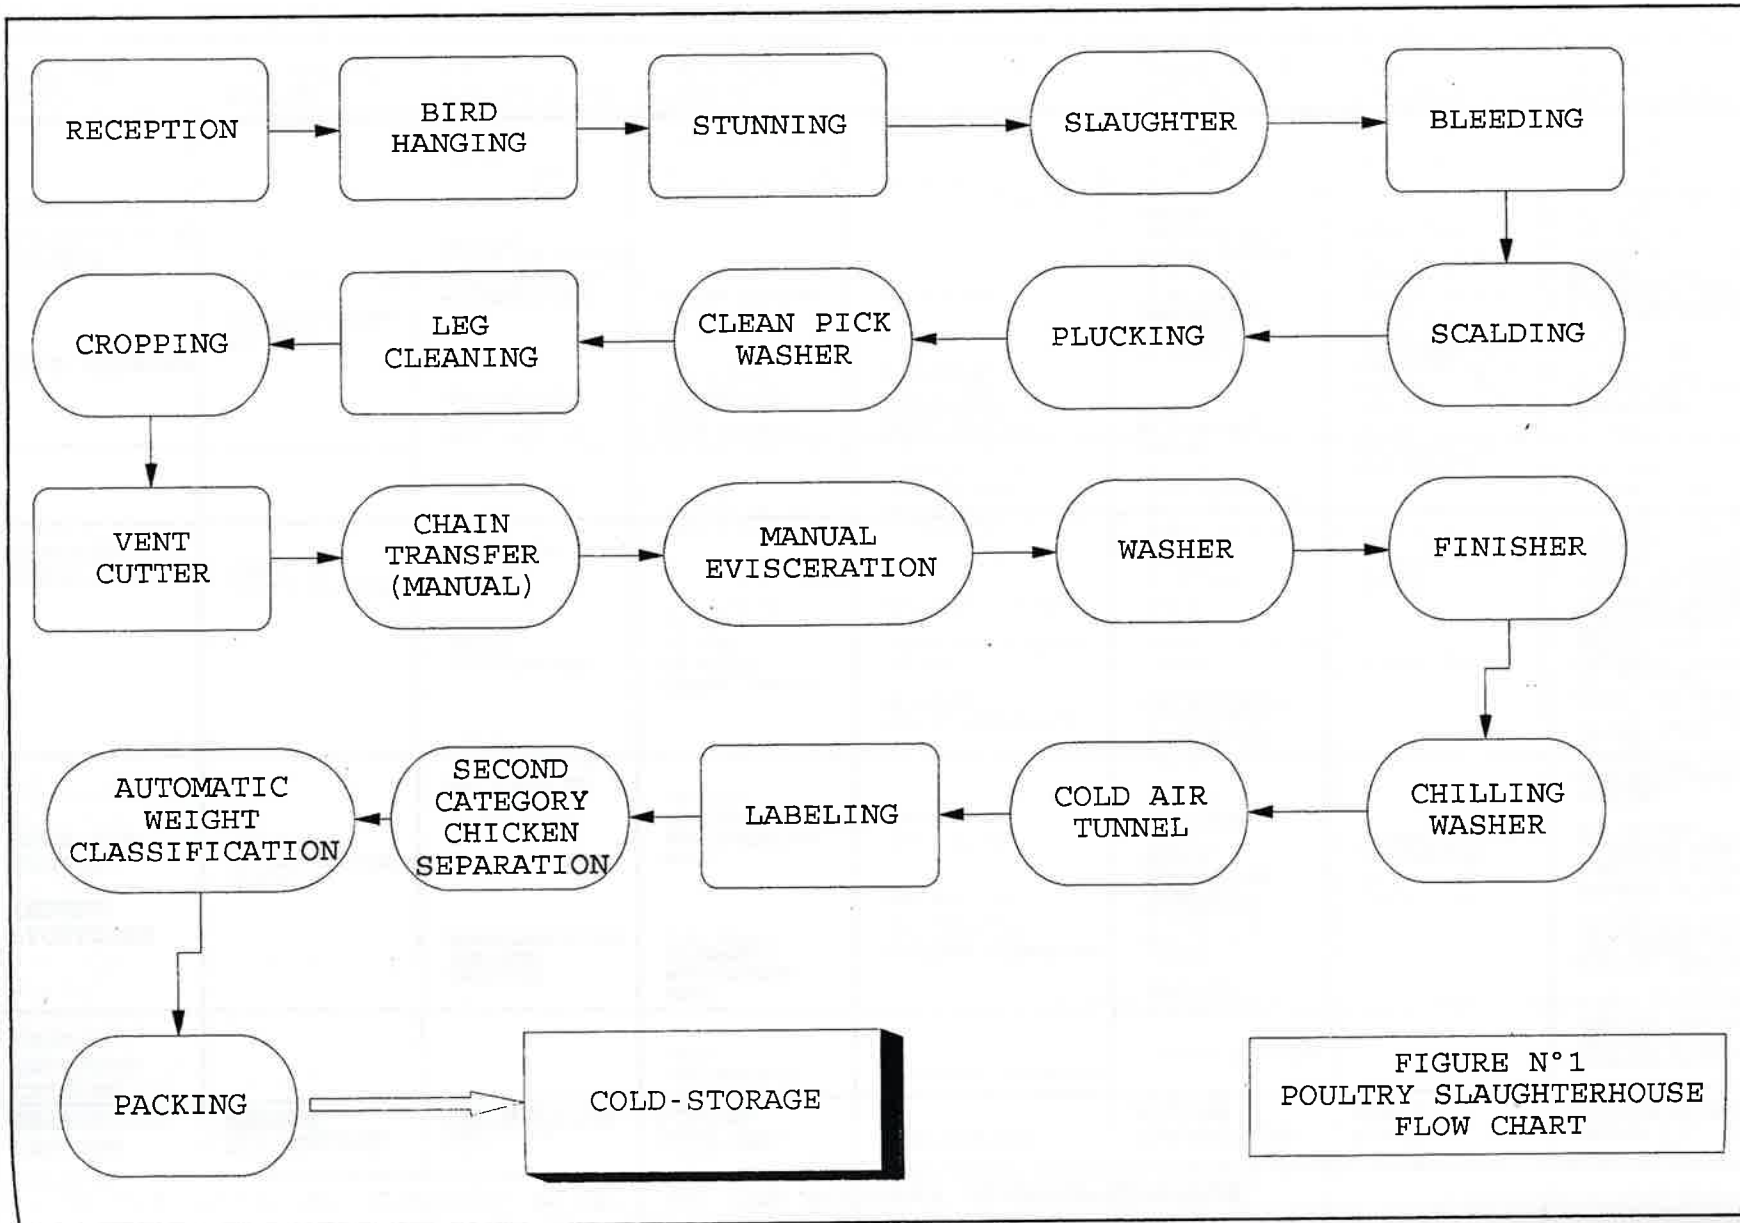 RECEPTION
BIRD
HANGING
STUNNING
SLAUGHTER
BLEEDING
CROPPING
LEG
CLEANING
CLEAN PICK
WASHER
PLUCKING
SCALDING
VENT
CUTTER
CHAIN
TRANSFER
(MANUAL)
MANUAL
EVISCERATION
WASHER
FINISHER
AUTOMATIC
WEIGHT
CLASSIFICATION
SECOND
CATEGORY
CHICKEN
SEPARATION
LABELING
COLD AIR
TUNNEL
CHILLING
WASHER
PACKING
COLD-STORAGE
FIGURE N°1
POULTRY SLAUGHTERHOUSE
FLOW CHART